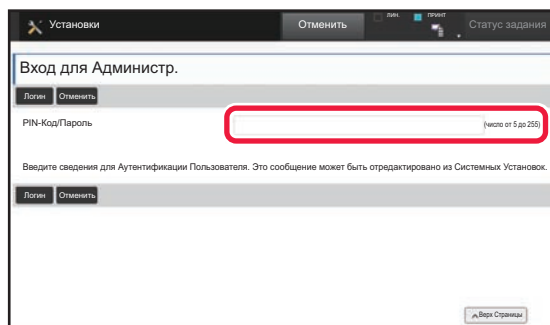 Установки
Отменить
ЛИН.
ПРИНТ
Статус задания
Вход для Администр.
Логин
Отменить
PIN-Код/Пароль
(число от 5 до 255)
Введите сведения для Аутентификации Пользователя. Это сообщение может быть отредактировано из Системных Установок.
Логин
Отменить
Верх Страницы